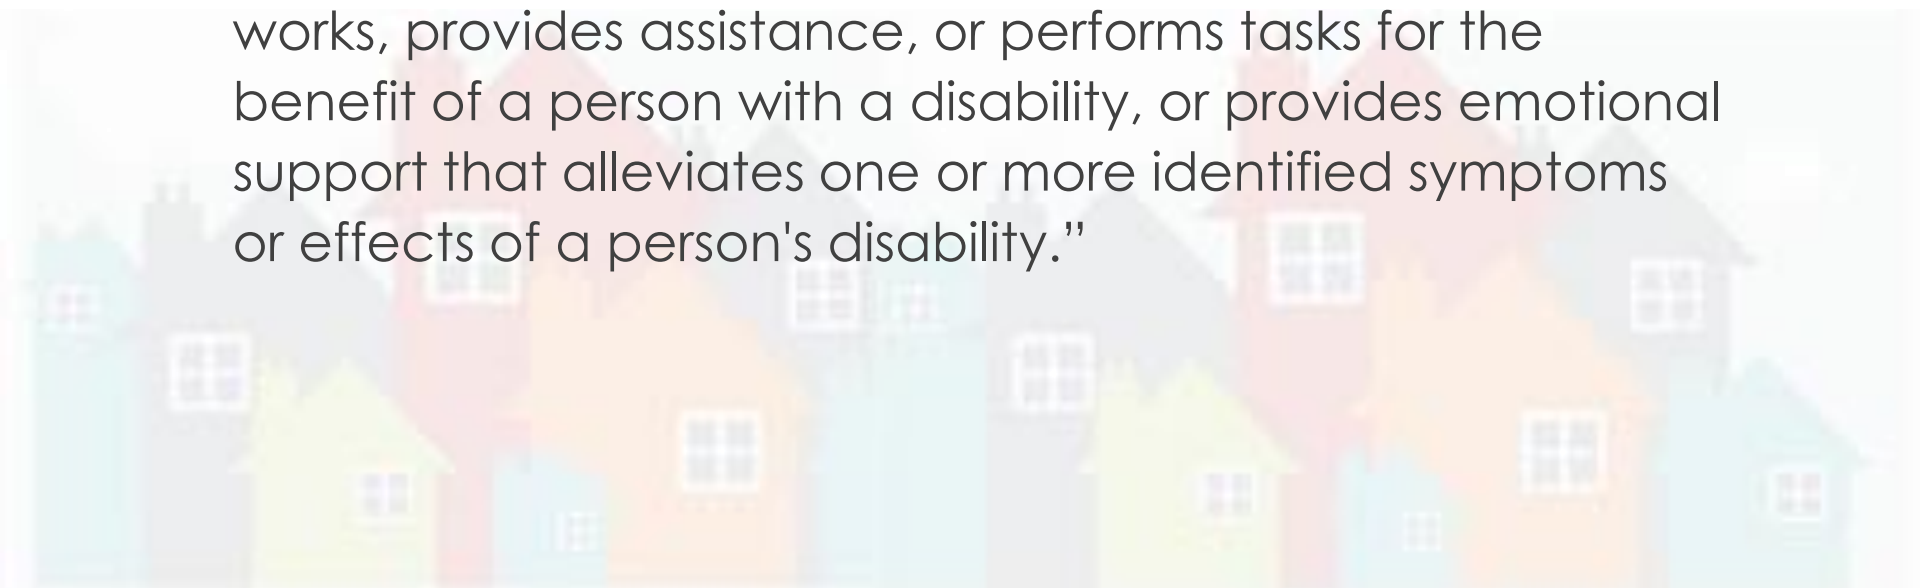 works, provides assistance, or performs tasks for the
benefit of a person with a disability, or provides emotional
support that alleviates one or more identified symptoms
or effects of a person's disability.”